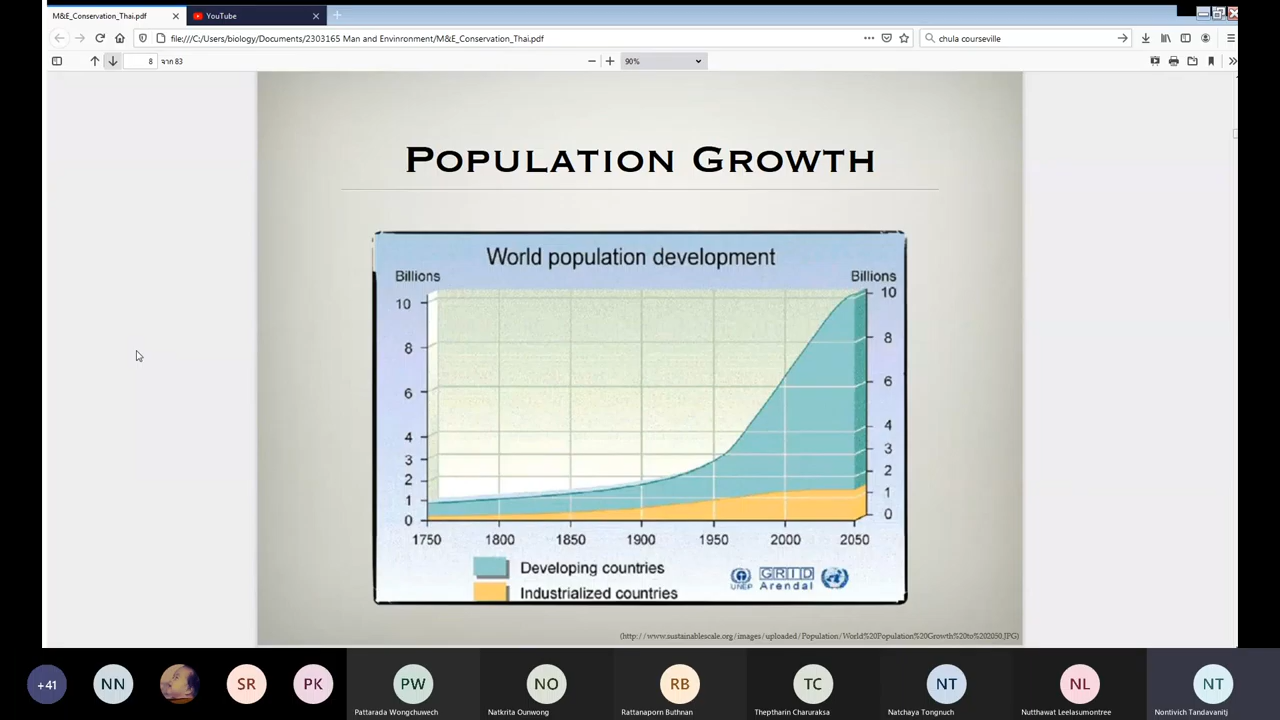 M&E_Conservation_Thai.pdf
YouTube
file:///C:/Users/biology/Documents/2303165 Man and Envinronment/M&E_Conservation_Thai.pdf
chula courseville
8 จาก 83
90%
POPULATION GROWTH
World population development
Billions Billions
10 10
8 8
6 6
4 4
3 3
2 2
1 1
0 0
1750 1800 1850 1900 1950 2000 2050
Developing countries
Industrialized countries
UNEP
GRID
Arendal
(http://www.sustainablescale.org/images/uploaded/Population/World%20Population%20Growth%20to%202050.JPG)
+41 NN SR PK PW NO RB TC NT NL NT
Pattarada Wongchuwech Natkrita Ounwong Rattanaporn Buthnan Theptharin Charuraksa Natchaya Tongnuch Nutthawat Leelasumontree Nontivich Tandavanitj